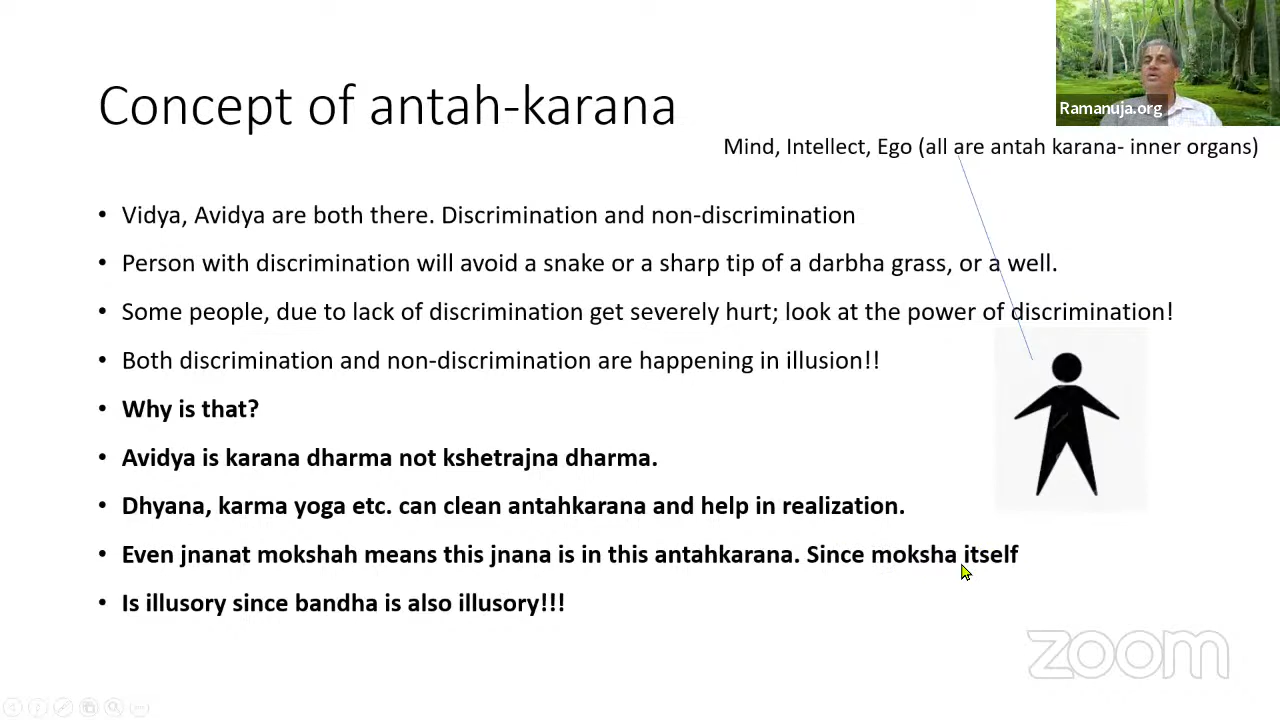 Concept of antah-karana
Ramanuja.org
Mind, Intellect, Ego (all are antah karana- inner organs)
• Vidya, Avidya are both there. Discrimination and non-discrimination
• Person with discrimination will avoid a snake or a sharp tip of a darbha grass, or a well.
• Some people, due to lack of discrimination get severely hurt; look at the power of discrimination!
• Both discrimination and non-discrimination are happening in illusion!!
• Why is that?
• Avidya is karana dharma not kshetrajna dharma.
• Dhyana, karma yoga etc. can clean antahkarana and help in realization.
• Even jnanat mokshah means this jnana is in this antahkarana. Since moksha itself
• Is illusory since bandha is also illusory!!!
zoom